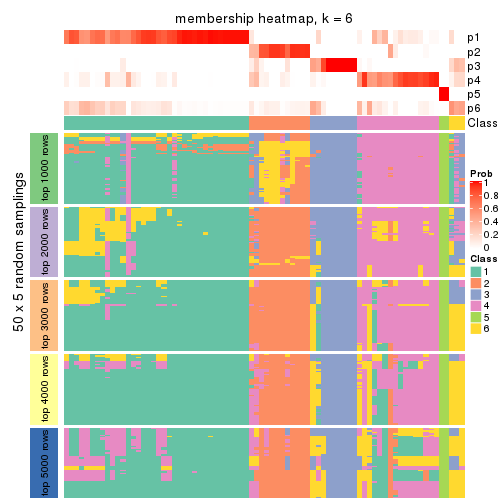 membership heatmap, k = 6
p1
p2
p3
p4
p5
p6
Class
50 x 5 random samplings
top 1000 rows
top 2000 rows
top 3000 rows
top 4000 rows
top 5000 rows
Prob
1
0.8
0.6
0.4
0.2
0
Class
1
2
3
4
5
6